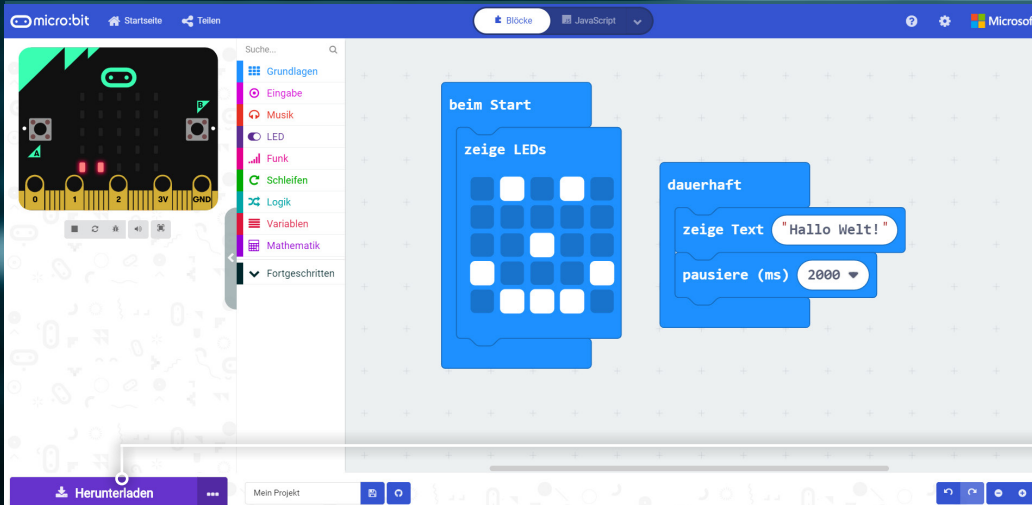 micro:bit Startseite Teilen Blöcke JavaScript Microsoft
Suche...
Grundlagen
Eingabe
Musik
LED
Funk
Schleifen
Logik
Variablen
Mathematik
Fortgeschritten
B
A
0 1 2 3V GND
beim Start
zeige LEDs
dauerhaft
zeige Text "Hallo Welt!"
pausiere (ms) 2000
Herunterladen ••• Mein Projekt